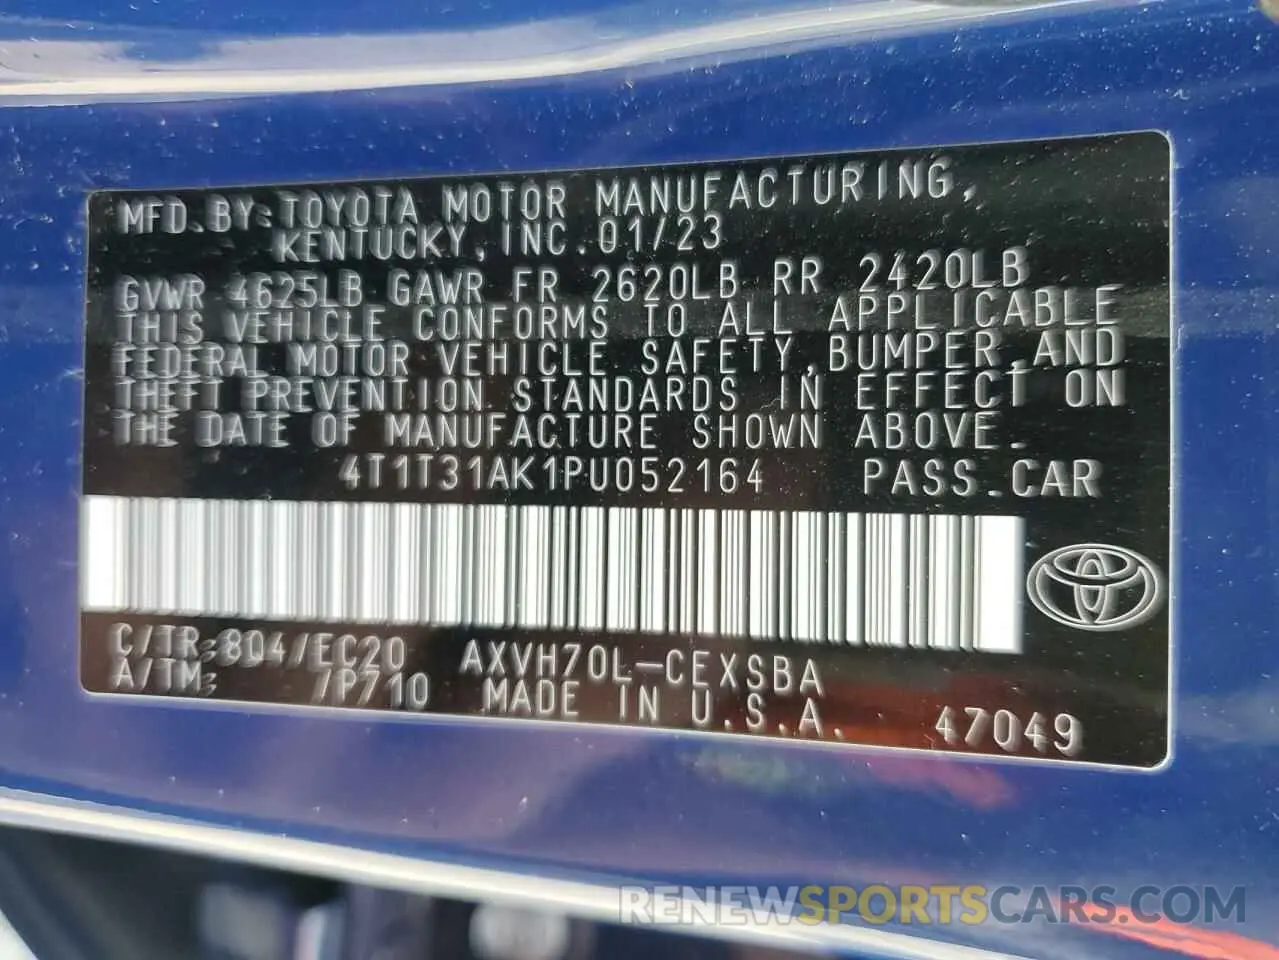 MFD.BY:TOYOTA MOTOR MANUFACTURING,
KENTUCKY, INC. 01/23
GVWR 4625LB GAWR FR 2620LB RR 2420LB
THIS VEHICLE CONFORMS TO ALL APPLICABLE
FEDERAL MOTOR VEHICLE SAFETY,BUMPER,AND
THEFT PREVENTION STANDARDS IN EFFECT ON
THE DATE OF MANUFACTURE SHOWN ABOVE.
4T1T31AK1PU052164 PASS.CAR
C/TR:8Q4/EC20 AXVH70L-CEXSBA
A/TM: /P710 MADE IN U.S.A. 47049
RENEWSPORTSCARS.COM